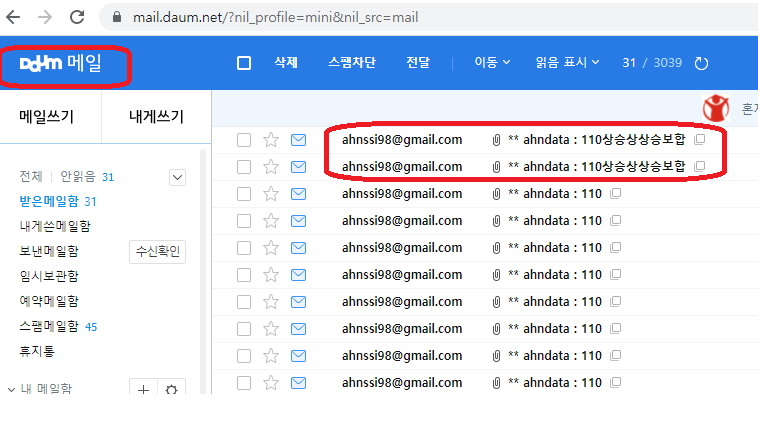 mail.daum.net/?nil_profile=mini&nil_src=mail
Daum 메일
삭제 스팸차단 전달 이동 읽음 표시 31 / 3039
메일쓰기 내게쓰기
혼자
ahnssi98@gmail.com ** ahndata : 110상승상상승보합
ahnssi98@gmail.com ** ahndata : 110상승상상승보합
전체 안읽음 31
받은메일함 31
ahnssi98@gmail.com ** ahndata : 110
내게쓴메일함
ahnssi98@gmail.com ** ahndata : 110
보낸메일함 수신확인
임시보관함
ahnssi98@gmail.com ** ahndata : 110
예약메일함
ahnssi98@gmail.com ** ahndata : 110
스팸메일함 45
ahnssi98@gmail.com ** ahndata : 110
휴지통
ahnssi98@gmail.com ** ahndata : 110
ahnssi98@gmail.com ** ahndata : 110
내 메일함
ahnssi98@gmail.com ** ahndata : 110